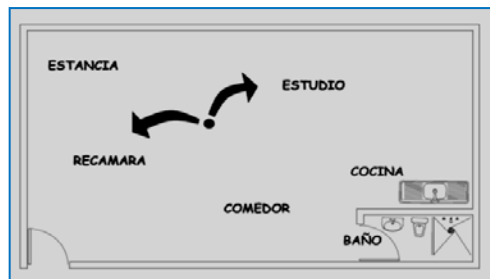 ESTANCIA
ESTUDIO
RECAMARA
COCINA
COMEDOR
BAÑO